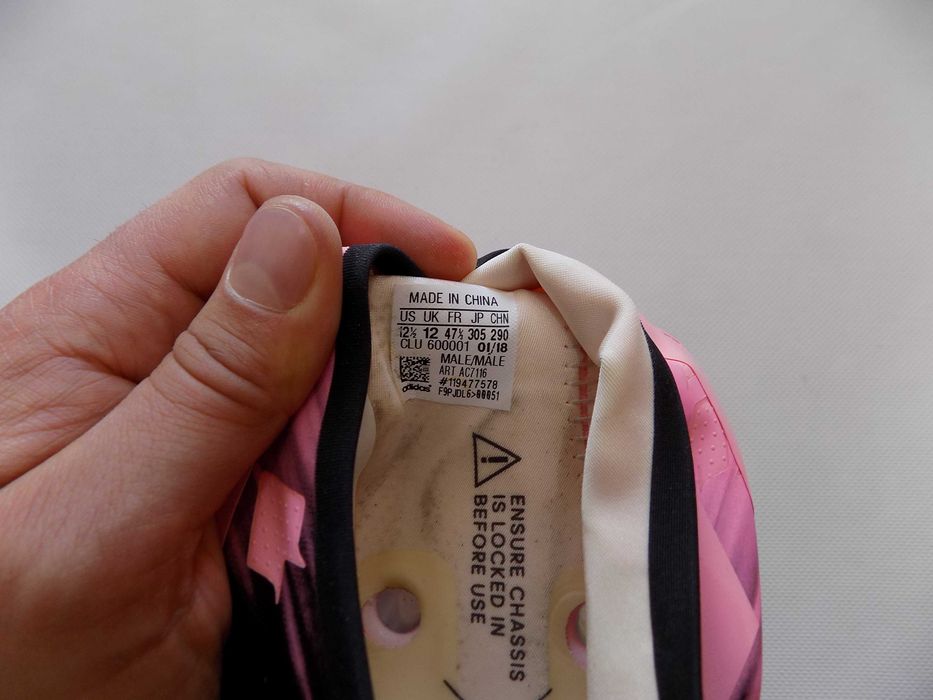 MADE IN CHINA
US UK FR JP CHN
12½ 12 47⅓ 305 290
CLU 600001 01/18
MALE/MÂLE
ART AC7116
#119477578
adidas F9PJDL6>00051
ENSURE CHASSIS
IS LOCKED IN
BEFORE USE